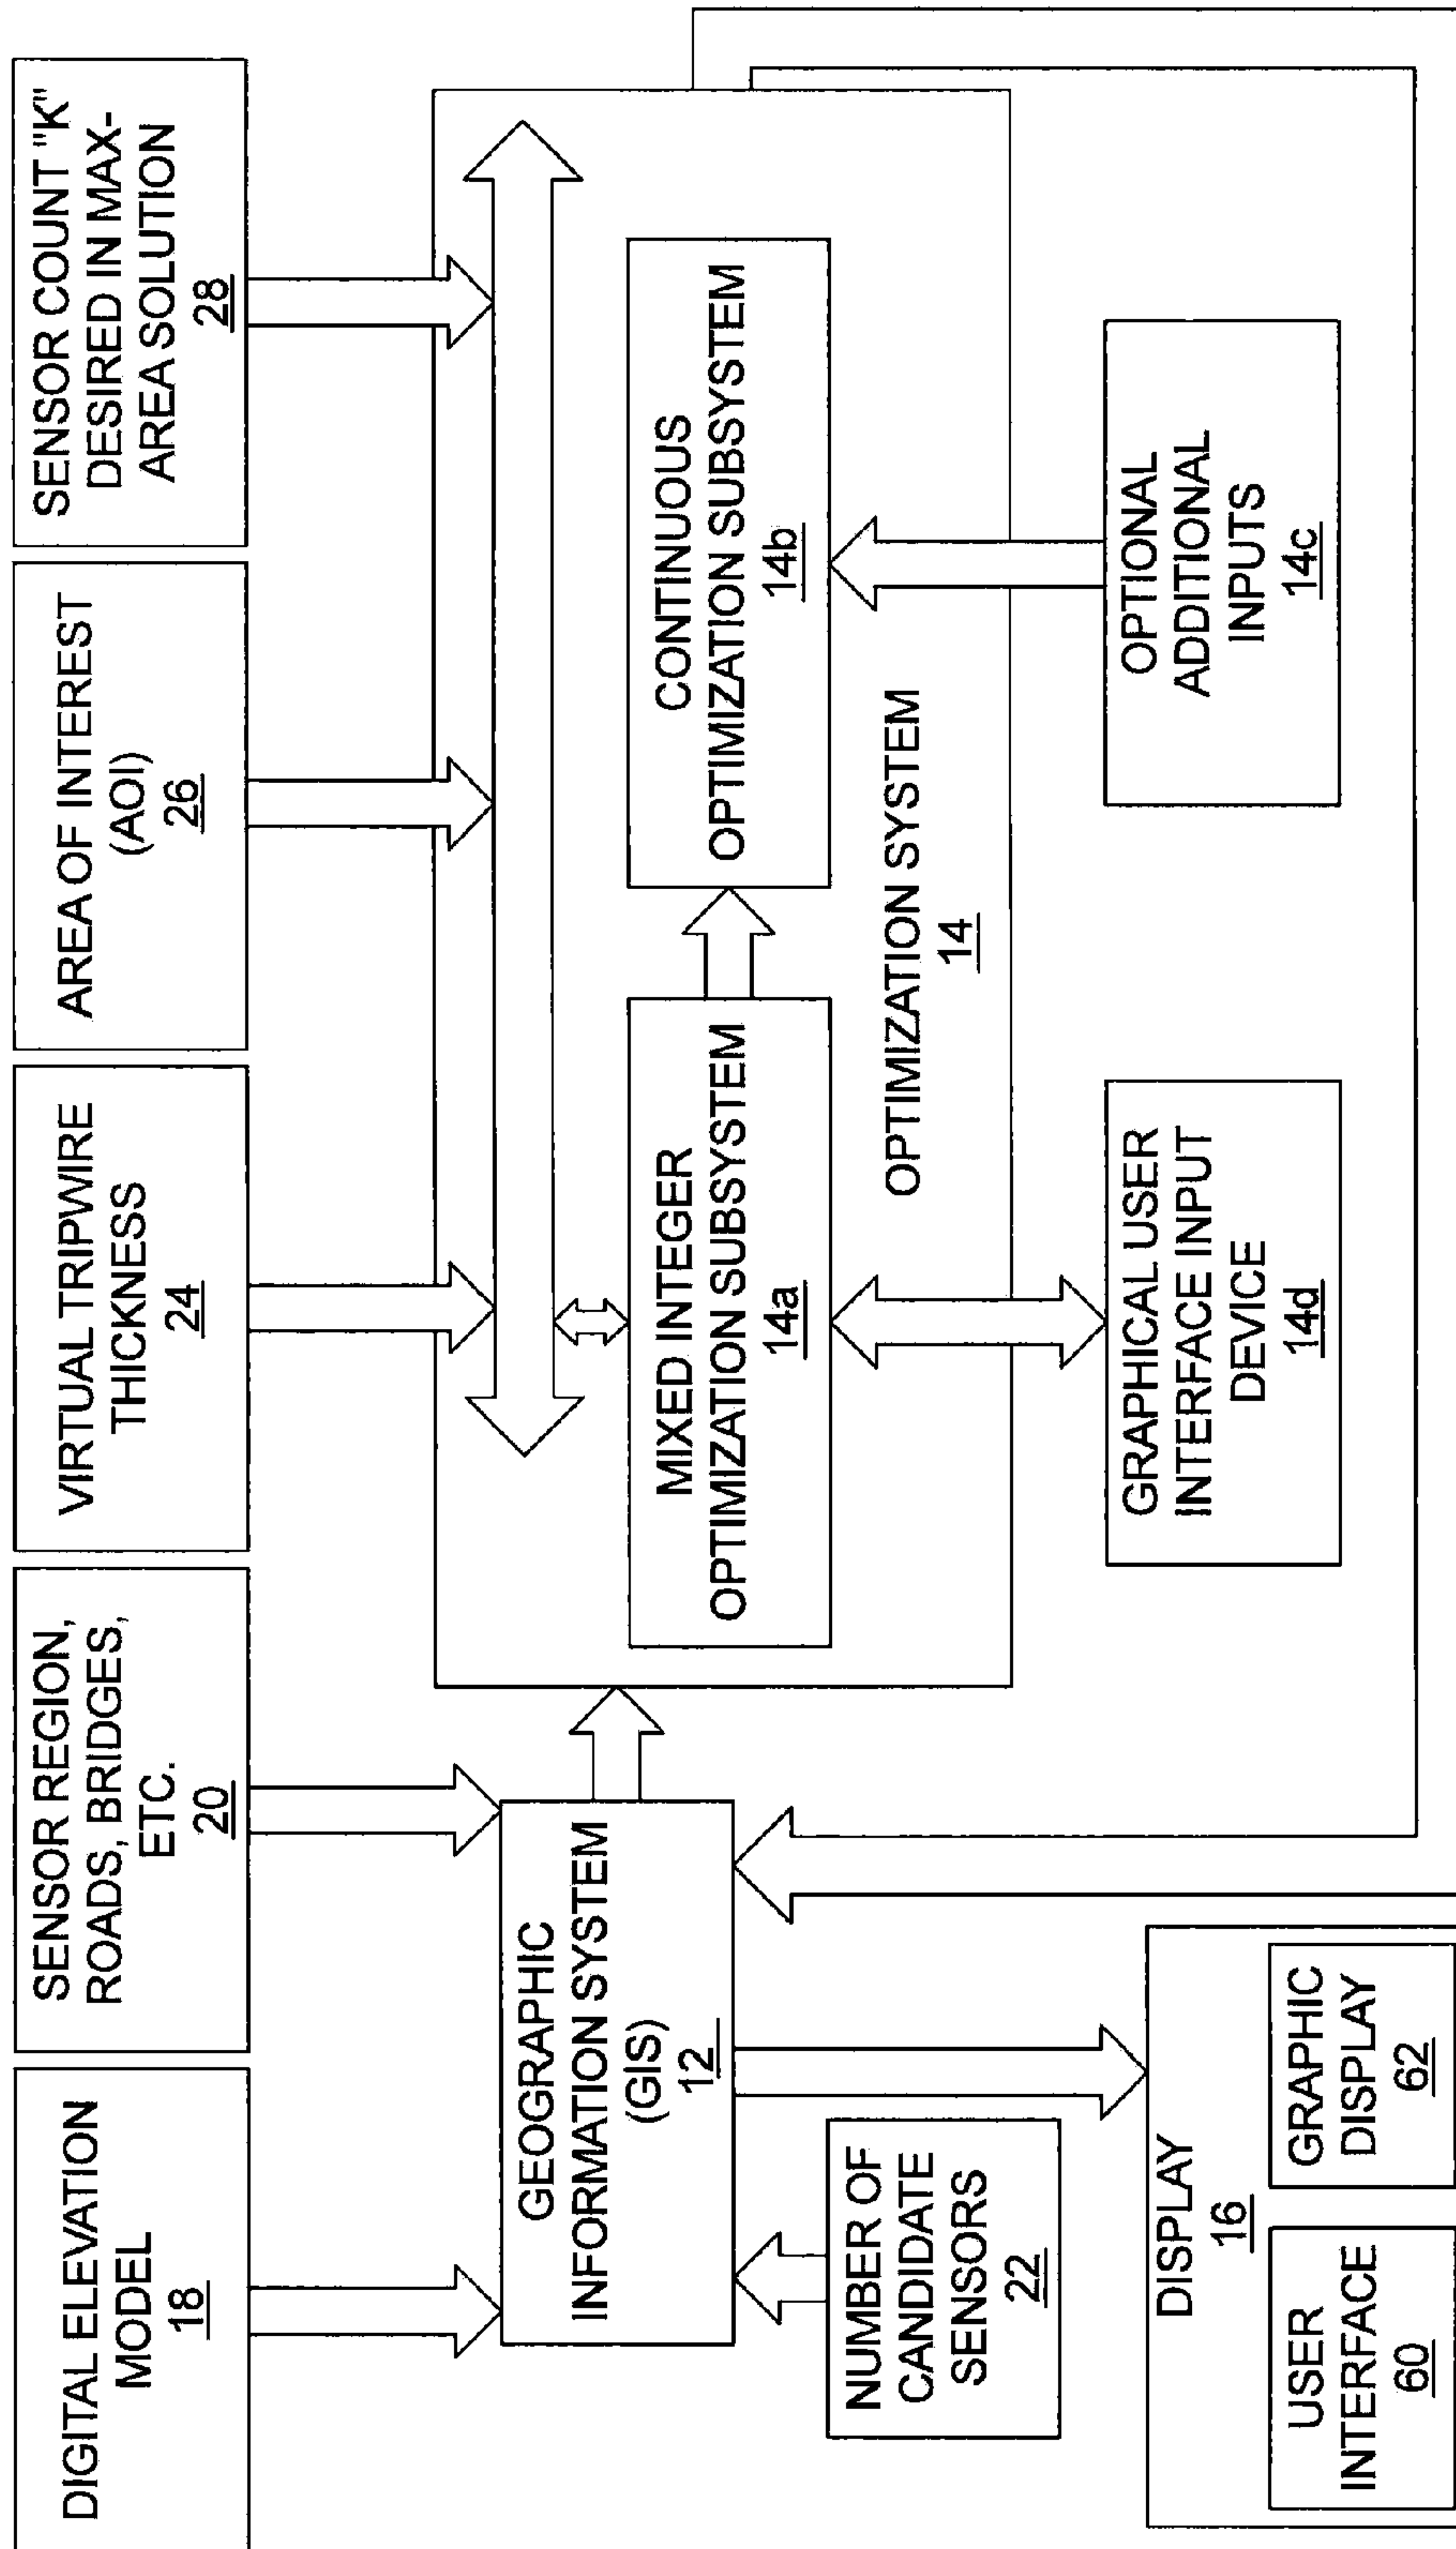 DIGITAL ELEVATION
MODEL
18
SENSOR REGION,
ROADS, BRIDGES,
ETC.
20
VIRTUAL TRIPWIRE
THICKNESS
24
AREA OF INTEREST
(AOI)
26
SENSOR COUNT "K"
DESIRED IN MAX-
AREA SOLUTION
28
GEOGRAPHIC
INFORMATION SYSTEM
(GIS)
12
MIXED INTEGER
OPTIMIZATION SUBSYSTEM
14a
CONTINUOUS
OPTIMIZATION SUBSYSTEM
14b
OPTIMIZATION SYSTEM
14
NUMBER OF
CANDIDATE
SENSORS
22
GRAPHICAL USER
INTERFACE INPUT
DEVICE
14d
OPTIONAL
ADDITIONAL
INPUTS
14c
DISPLAY
16
USER
INTERFACE
60
GRAPHIC
DISPLAY
62